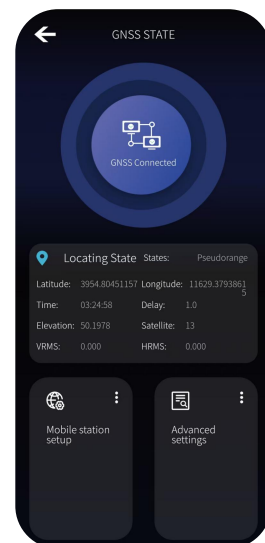 GNSS STATE
GNSS Connected
Locating State States: Pseudorange
Latitude: 3954.80451157 Longitude: 11629.3793861
5
Time: 03:24:58 Delay: 1.0
Elevation: 50.1978 Satellite: 13
VRMS: 0.000 HRMS: 0.000
Mobile station Advanced
setup settings